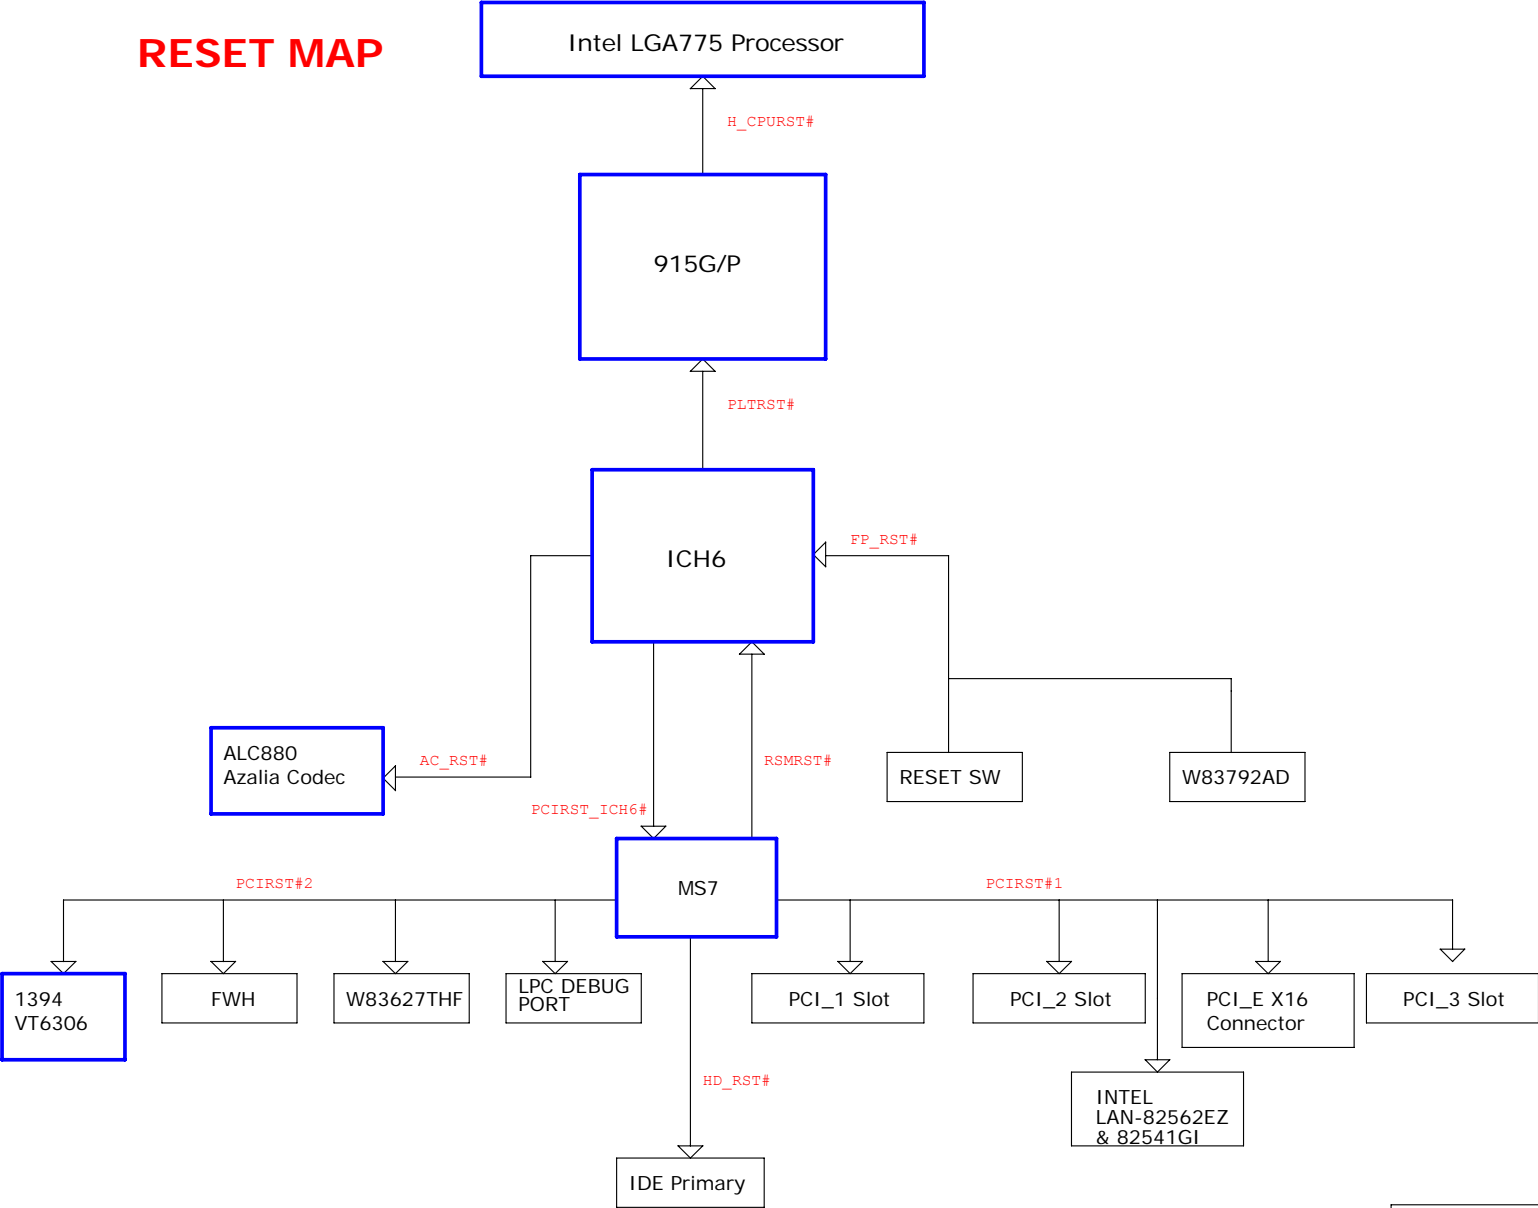 RESET MAP
Intel LGA775 Processor
H_CPURST#
915G/P
PLTRST#
ICH6
FP_RST#
ALC880
Azalia Codec
AC_RST#
PCIRST_ICH6#
RSMRST#
RESET SW
W83792AD
PCIRST#2
MS7
PCIRST#1
1394
VT6306
FWH
W83627THF
LPC DEBUG
PORT
PCI_1 Slot
PCI_2 Slot
PCI_E X16
Connector
PCI_3 Slot
HD_RST#
INTEL
LAN-82562EZ
& 82541GI
IDE Primary